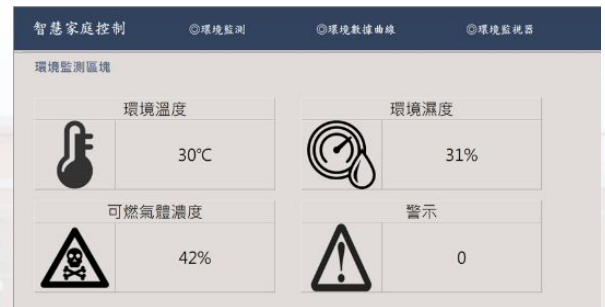 智慧家庭控制 ◎環境監測 ◎環境數據曲線 ◎環境監視器
環境監測區塊
環境溫度 環境濕度
30℃ 31%
可燃氣體濃度 警示
42% 0